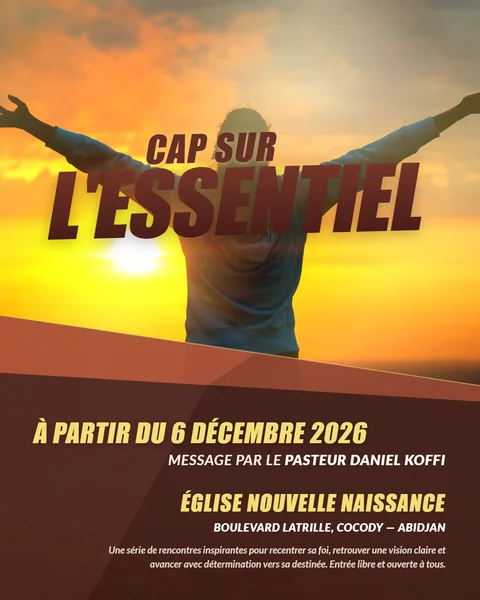 CAP SUR
L'ESSENTIEL
À PARTIR DU 6 DÉCEMBRE 2026
MESSAGE PAR LE PASTEUR DANIEL KOFFI
ÉGLISE NOUVELLE NAISSANCE
BOULEVARD LATRILLE, COCODY – ABIDJAN
Une série de rencontres inspirantes pour recentrer sa foi, retrouver une vision claire et
avancer avec détermination vers sa destinée. Entrée libre et ouverte à tous.